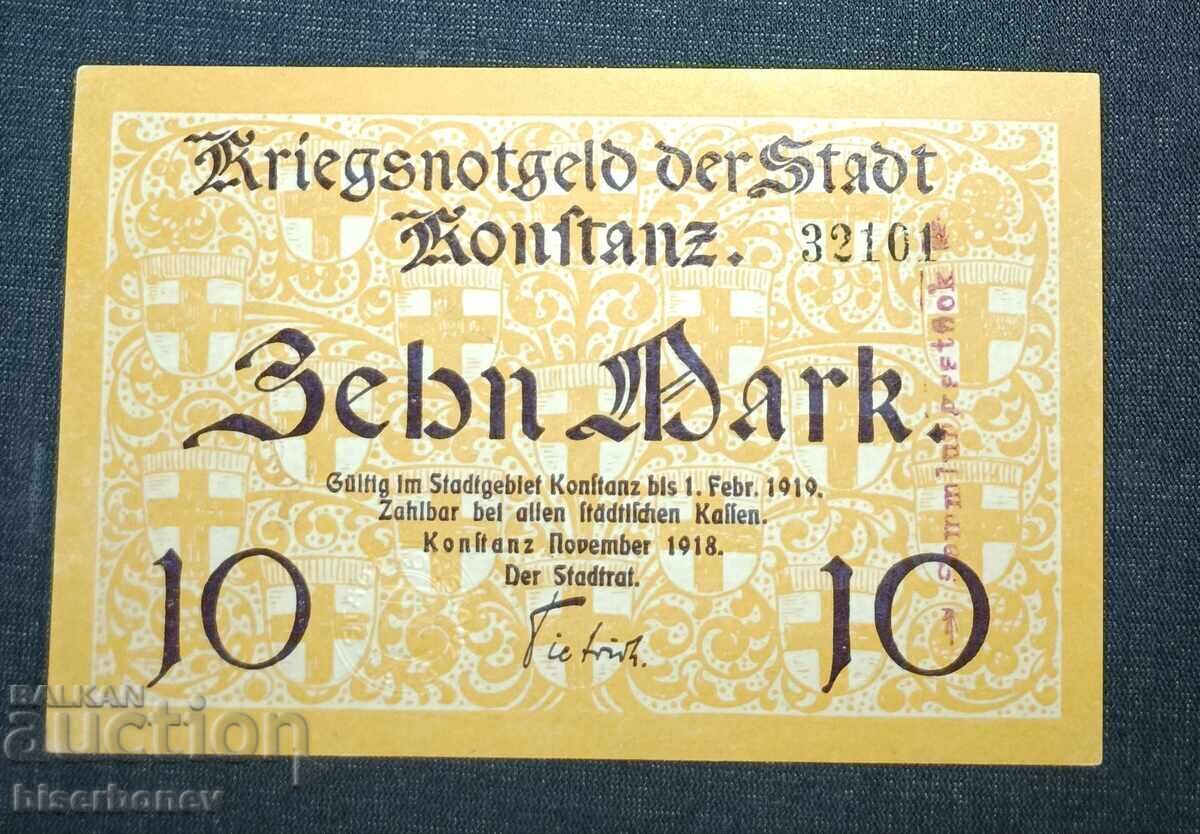 Kriegsnotgeld der Stadt
Konstanz. 32101
Zehn Mark.
Gültig im Stadtgebiet Konstanz bis 1. Febr. 1919.
Zahlbar bei allen städtischen Kassen.
Konstanz November 1918.
Der Stadtrat.
10 10
Dietrich.
BALKAN
auction
biserbonev